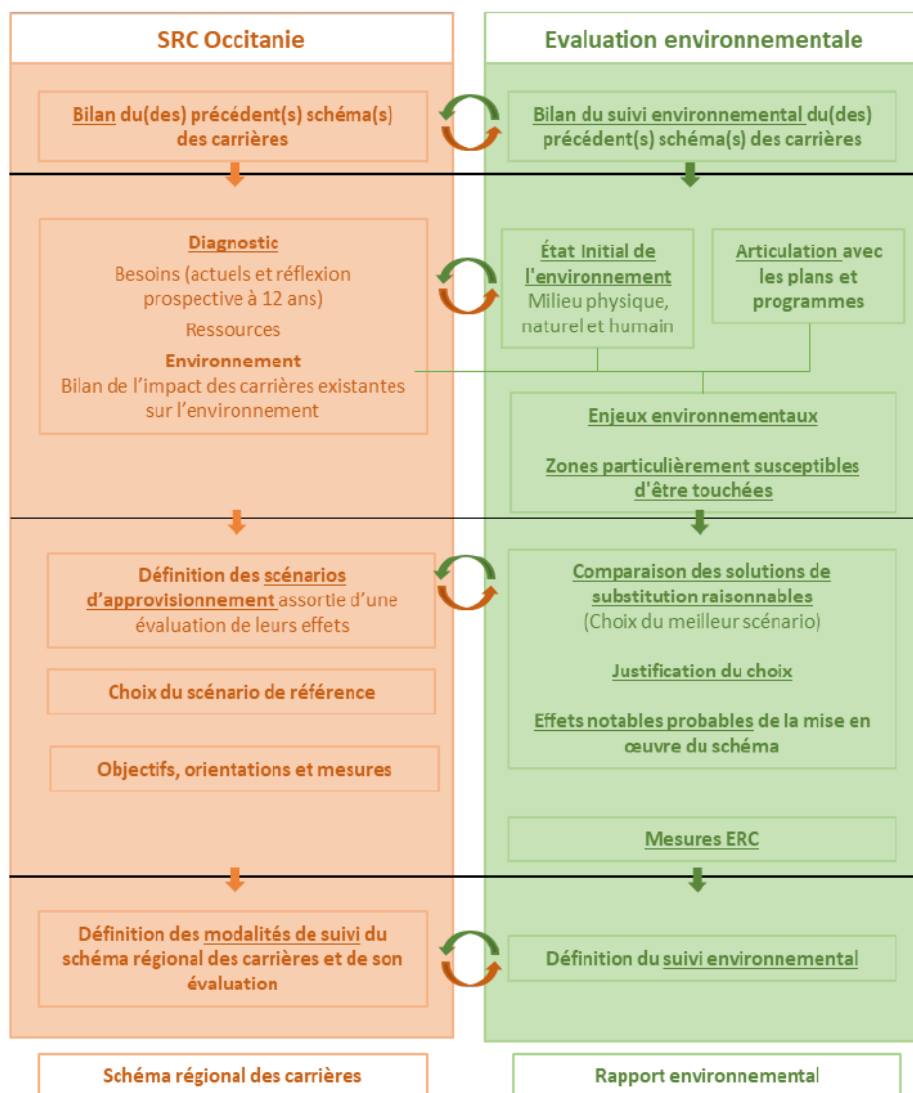 SRC Occitanie
Evaluation environnementale
Bilan du(des) précédent(s) schéma(s)
des carrières
Bilan du suivi environnemental du(des)
précédent(s) schéma(s) des carrières
Diagnostic
Besoins (actuels et réflexion
prospective à 12 ans)
Ressources
Environnement
Bilan de l’impact des carrières existantes
sur l’environnement
État Initial de
l'environnement
Milieu physique,
naturel et humain
Articulation avec
les plans et
programmes
Enjeux environnementaux
Zones particulièrement susceptibles
d'être touchées
Définition des scénarios
d’approvisionnement assortie d’une
évaluation de leurs effets
Choix du scénario de référence
Objectifs, orientations et mesures
Comparaison des solutions de
substitution raisonnables
(Choix du meilleur scénario)
Justification du choix
Effets notables probables de la mise en
œuvre du schéma
Mesures ERC
Définition des modalités de suivi du
schéma régional des carrières et de son
évaluation
Définition du suivi environnemental
Schéma régional des carrières
Rapport environnemental